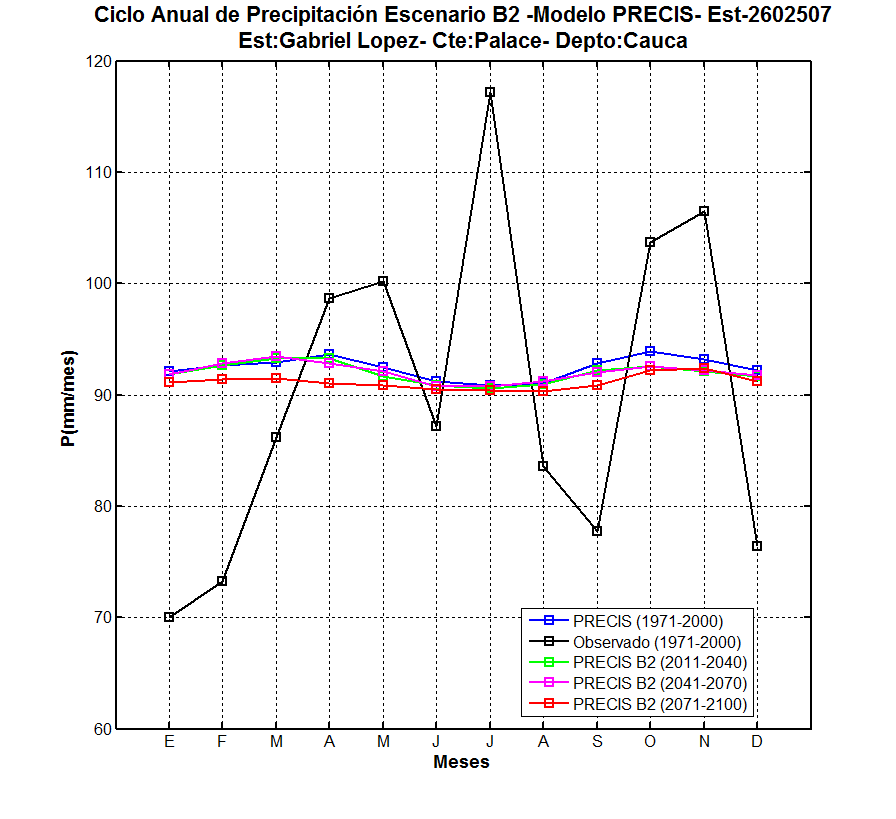 Ciclo Anual de Precipitación Escenario B2 -Modelo PRECIS- Est-2602507
Est:Gabriel Lopez- Cte:Palace- Depto:Cauca
120
110
100
90
80
70
60
P(mm/mes)
E F M A M J J A S O N D
Meses
PRECIS (1971-2000)
Observado (1971-2000)
PRECIS B2 (2011-2040)
PRECIS B2 (2041-2070)
PRECIS B2 (2071-2100)